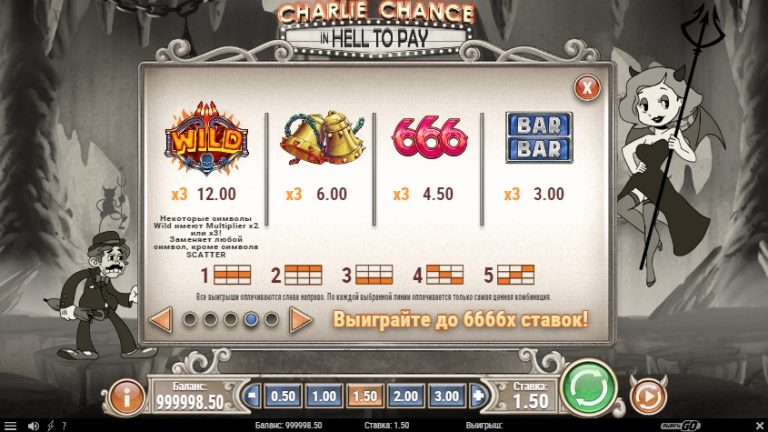 CHARLIE CHANCE
IN HELL TO PAY
X
WILD
666
BAR
BAR
x3 12.00
x3 6.00
x3 4.50
x3 3.00
Некоторые символы
Wild имеют Multiplier x2
или x3!
Заменяет любой
символ, кроме символа
SCATTER
1 2 3 4 5
Все выигрыши оплачиваются слева направо. По каждой выбранной линии оплачивается только самая ценная комбинация.
Выиграйте до 6666x ставок!
i
Баланс:
999998.50
- 0.50 1.00 1.50 2.00 3.00 +
Ставка:
1.50
? Баланс: 999998.50 Ставка: 1.50 Выигрыш: PLAY'N GO